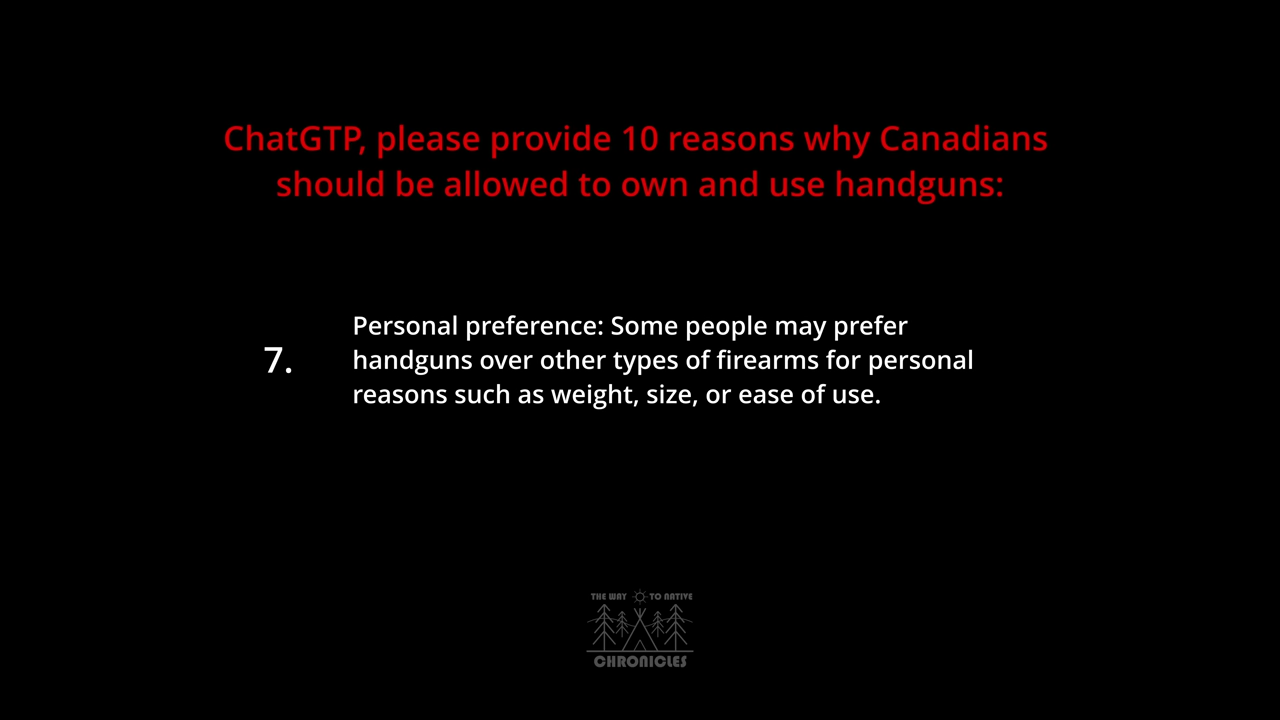 ChatGTP, please provide 10 reasons why Canadians
should be allowed to own and use handguns:
Personal preference: Some people may prefer
7. handguns over other types of firearms for personal
reasons such as weight, size, or ease of use.
THE WAY TO NATIVE
CHRONICLES